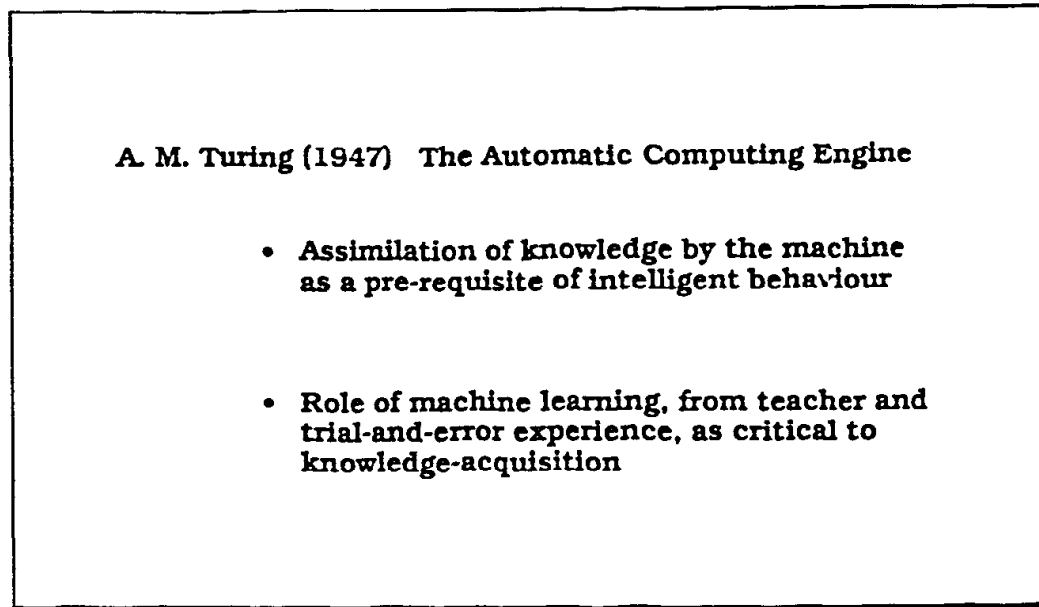 A. M. Turing (1947) The Automatic Computing Engine
• Assimilation of knowledge by the machine
as a pre-requisite of intelligent behaviour
• Role of machine learning, from teacher and
trial-and-error experience, as critical to
knowledge-acquisition